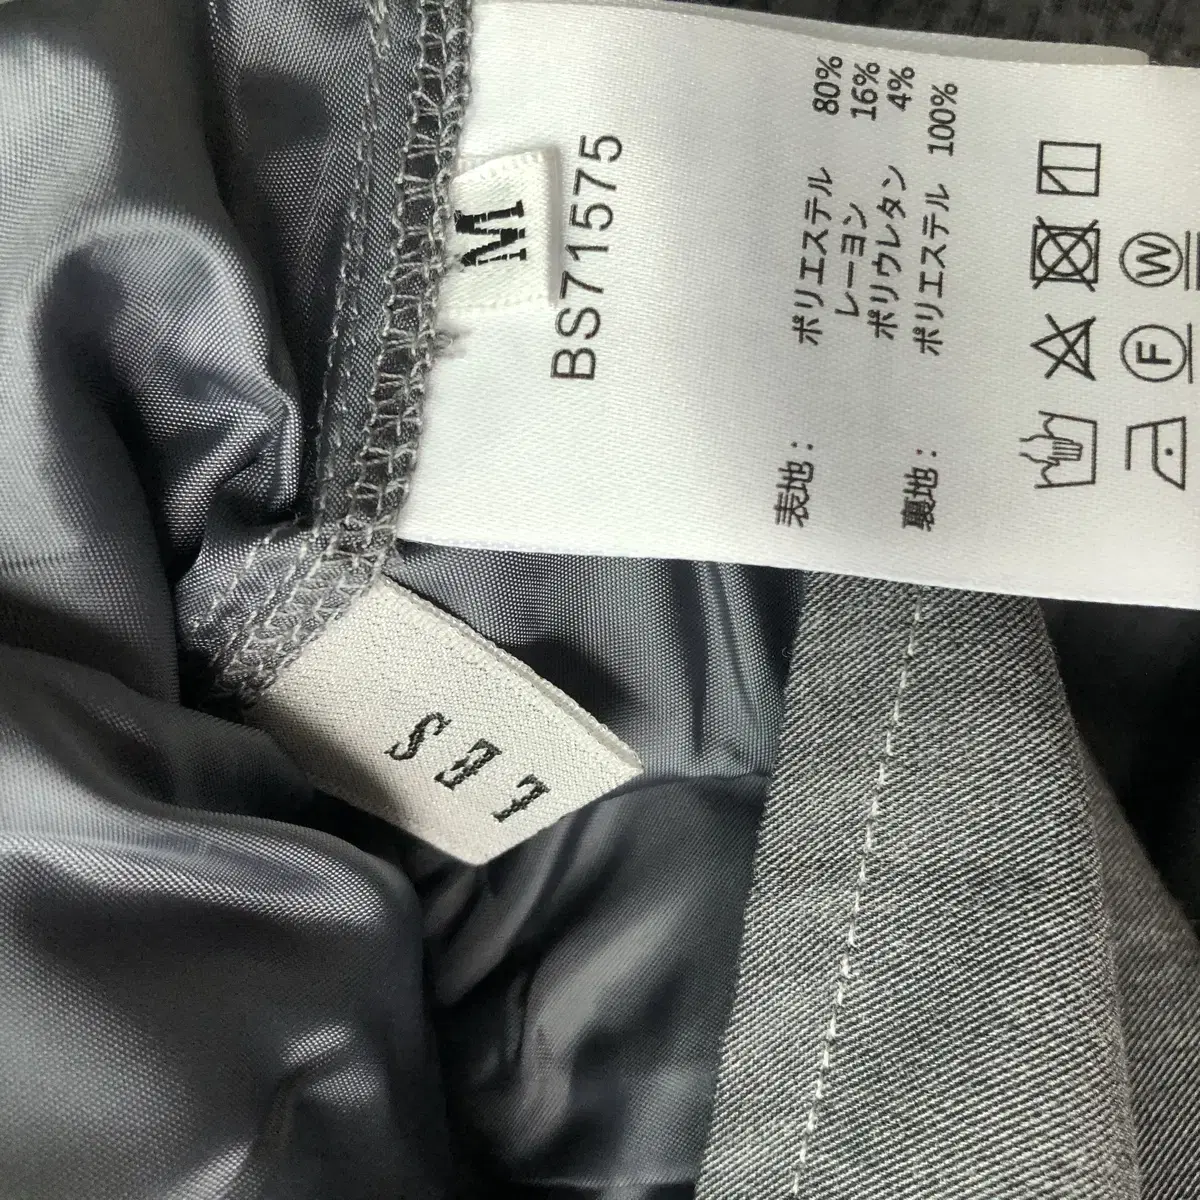 M
BS71575
表地：
ポリエステル 80%
レーヨン 16%
ポリウレタン 4%
裏地：
ポリエステル 100%
W
F
LES